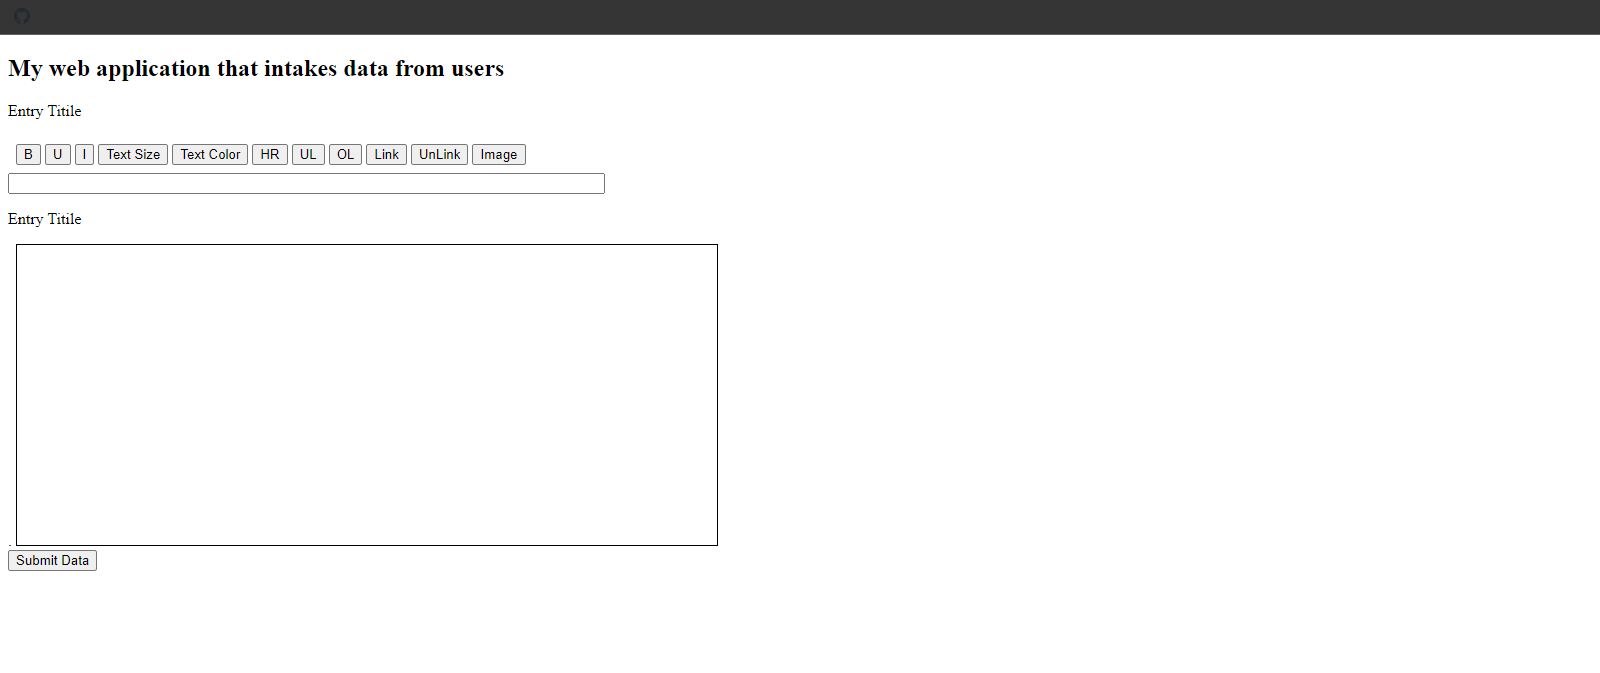 My web application that intakes data from users
Entry Titile
B U I Text Size Text Color HR UL OL Link UnLink Image
Entry Titile
.
Submit Data